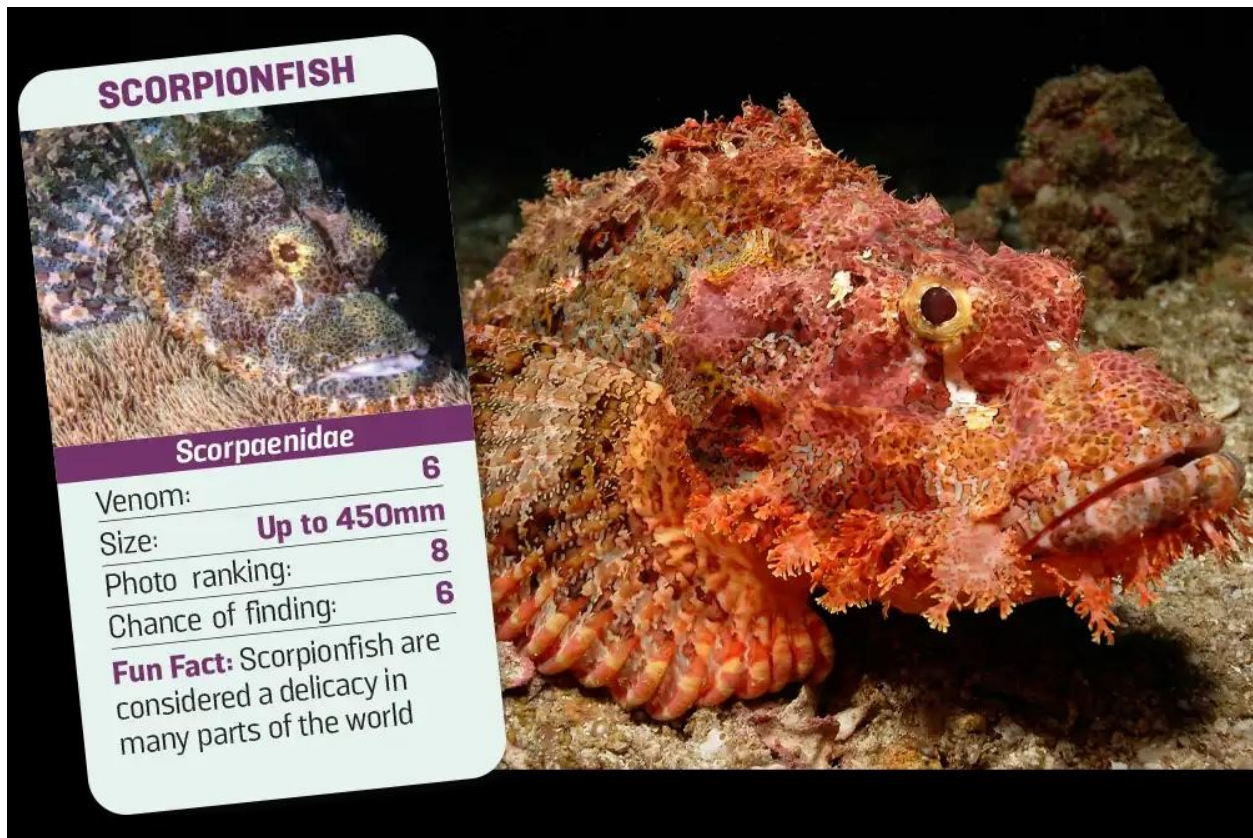 SCORPIONFISH
Scorpaenidae
Venom: 6
Size: Up to 450mm
Photo ranking: 8
Chance of finding: 6
Fun Fact: Scorpionfish are
considered a delicacy in
many parts of the world